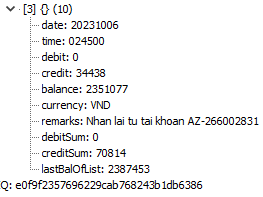 [3] {} (10)
date: 20231006
time: 024500
debit: 0
credit: 34438
balance: 2351077
currency: VND
remarks: Nhan lai tu tai khoan AZ-266002831
debitSum: 0
creditSum: 70814
lastBalOfList: 2387453
Q: e0f9f2357696229cab768243b1db6386